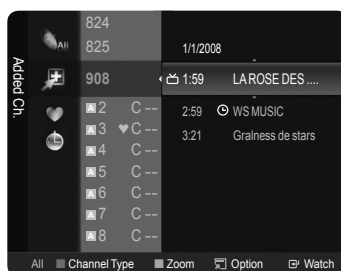 Added Ch.
All
824
825
908
A 2 C --
A 3 ♥ C --
A 4 C --
A 5 C --
A 6 C --
A 7 C --
A 8 C --
1/1/2008
1:59 LA ROSE DES ....
2:59 WS MUSIC
3:21 Gralness de stars
All Channel Type Zoom Option Watch